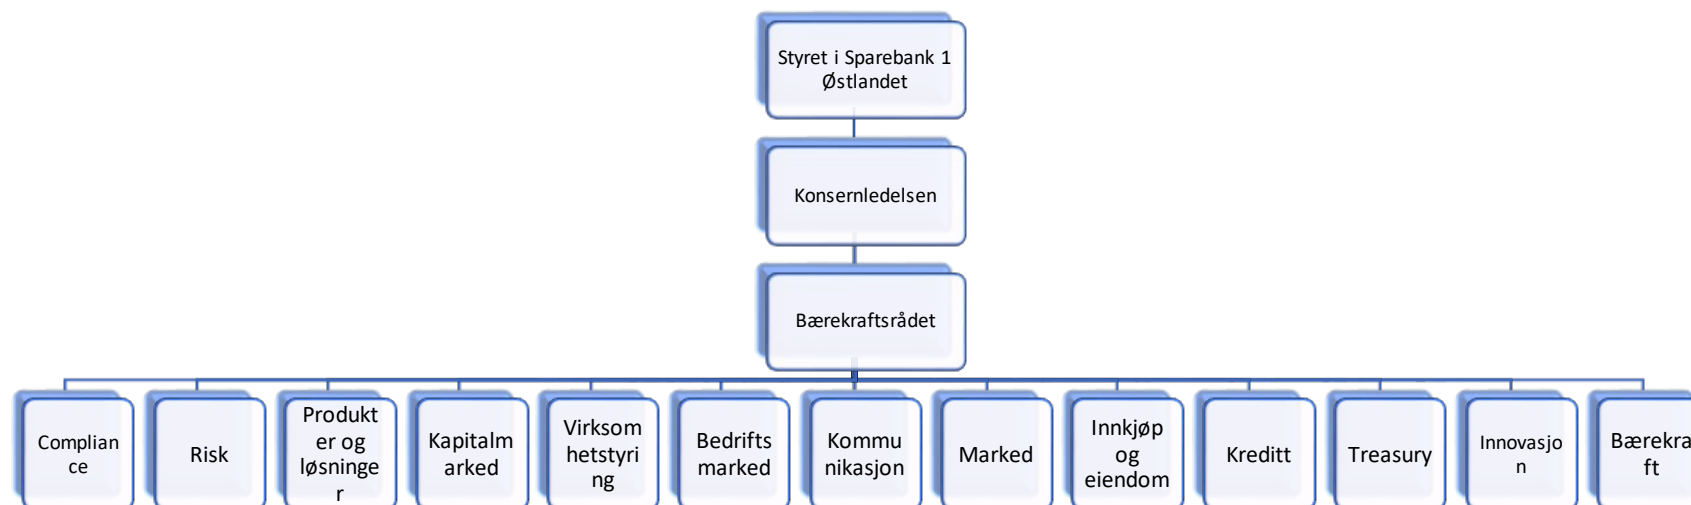 Styret i Sparebank 1
Østlandet
Konsernledelsen
Bærekraftsrådet
Complian
ce
Risk
Produkt
er og
løsninge
r
Kapitalm
arked
Virksom
hetstyri
ng
Bedrifts
marked
Kommu
nikasjon
Marked
Innkjøp
og
eiendom
Kreditt
Treasury
Innovasjo
n
Bærekra
ft